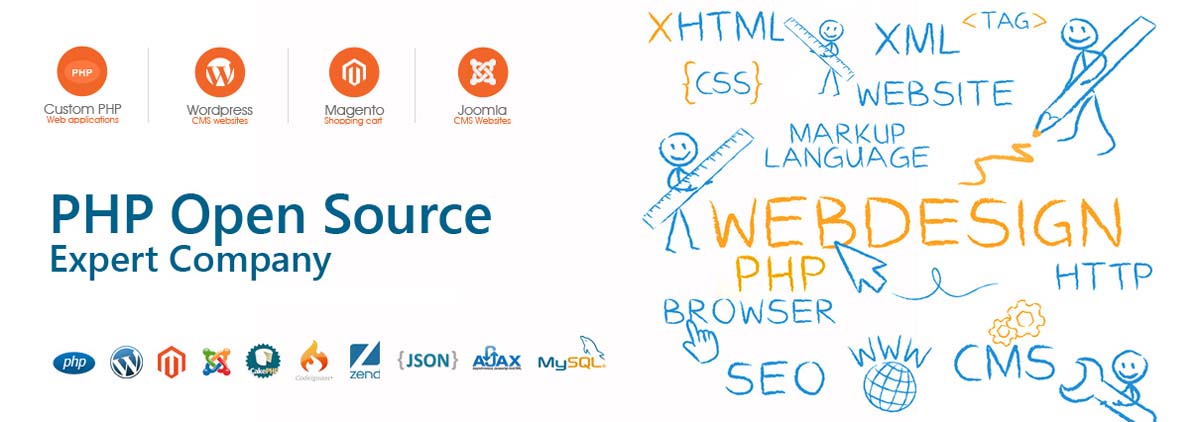 PHP
Custom PHP
Web applications
Wordpress
CMS websites
Magento
Shopping cart
Joomla
CMS Websites
PHP Open Source
Expert Company
php
CakePHP
CodeIgniter
zend
{JSON}
AJAX
MySQL
XHTML
XML
<TAG>
{CSS}
WEBSITE
MARKUP
LANGUAGE
WEBDESIGN
PHP
HTTP
BROWSER
SEO
WWW
CMS